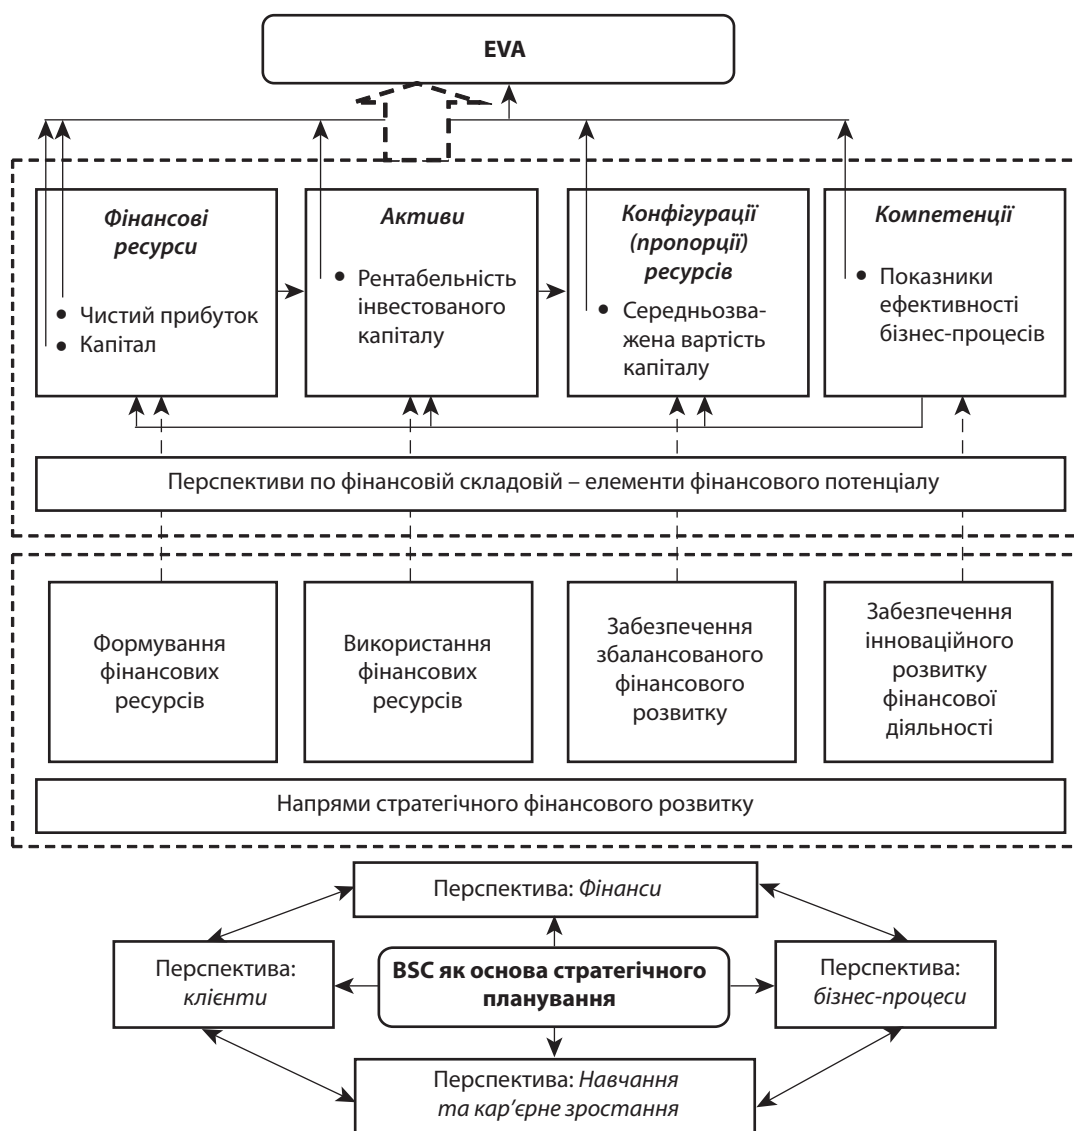 EVA
Фінансові
ресурси
• Чистий прибуток
• Капітал
Активи
• Рентабельність
інвестованого
капіталу
Конфігурації
(пропорції)
ресурсів
• Середньозва-
жена вартість
капіталу
Компетенції
• Показники
ефективності
бізнес-процесів
Перспективи по фінансовій складовій – елементи фінансового потенціалу
Формування
фінансових
ресурсів
Використання
фінансових
ресурсів
Забезпечення
збалансованого
фінансового
розвитку
Забезпечення
інноваційного
розвитку
фінансової
діяльності
Напрями стратегічного фінансового розвитку
Перспектива: Фінанси
Перспектива:
клієнти
BSC як основа стратегічного
планування
Перспектива:
бізнес-процеси
Перспектива: Навчання
та кар’єрне зростання